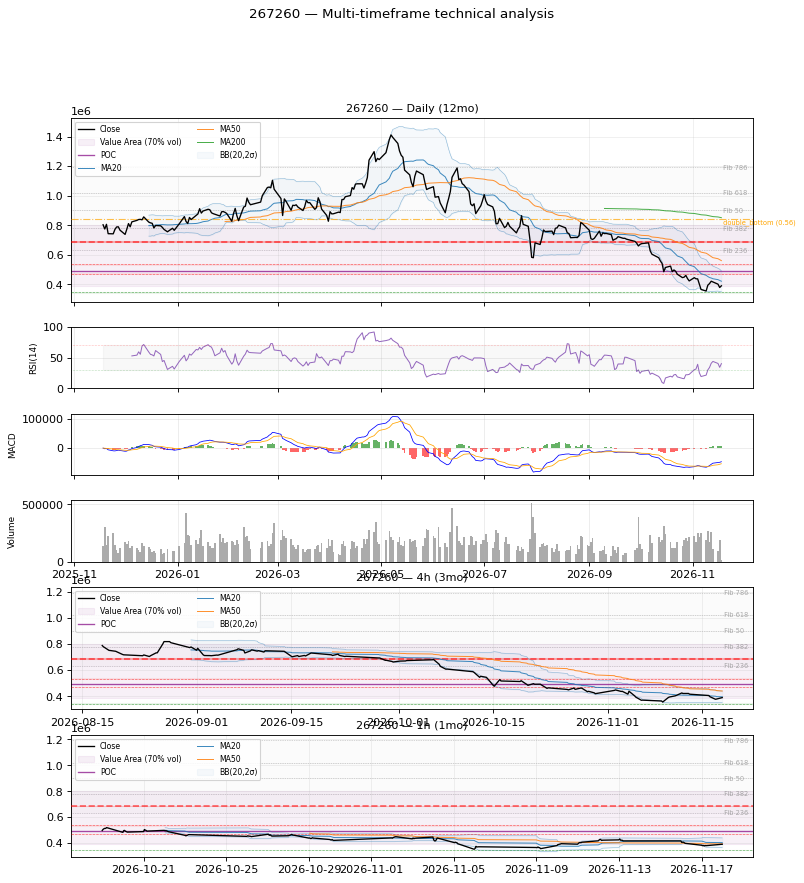 267260 — Multi-timeframe technical analysis
267260 — Daily (12mo)
1e6
Close
Value Area (70% vol)
POC
MA20
MA50
MA200
BB(20,2σ)
1.4
1.2
1.0
0.8
0.6
0.4
Fib 786
Fib 618
Fib 50
double_bottom (0.56)
Fib 382
Fib 236
RSI(14)
100
50
0
MACD
100000
0
Volume
500000
0
2025-11 2026-01 2026-03 2026-05 2026-07 2026-09 2026-11
267260 — 4h (3mo)
1e6
Close
Value Area (70% vol)
POC
MA20
MA50
BB(20,2σ)
1.2
1.0
0.8
0.6
0.4
Fib 786
Fib 618
Fib 50
Fib 382
Fib 236
2026-08-15 2026-09-01 2026-09-15 2026-10-01 2026-10-15 2026-11-01 2026-11-15
267260 — 1h (1mo)
1e6
Close
Value Area (70% vol)
POC
MA20
MA50
BB(20,2σ)
1.2
1.0
0.8
0.6
0.4
Fib 786
Fib 618
Fib 50
Fib 382
Fib 236
2026-10-21 2026-10-25 2026-10-29 2026-11-01 2026-11-05 2026-11-09 2026-11-13 2026-11-17